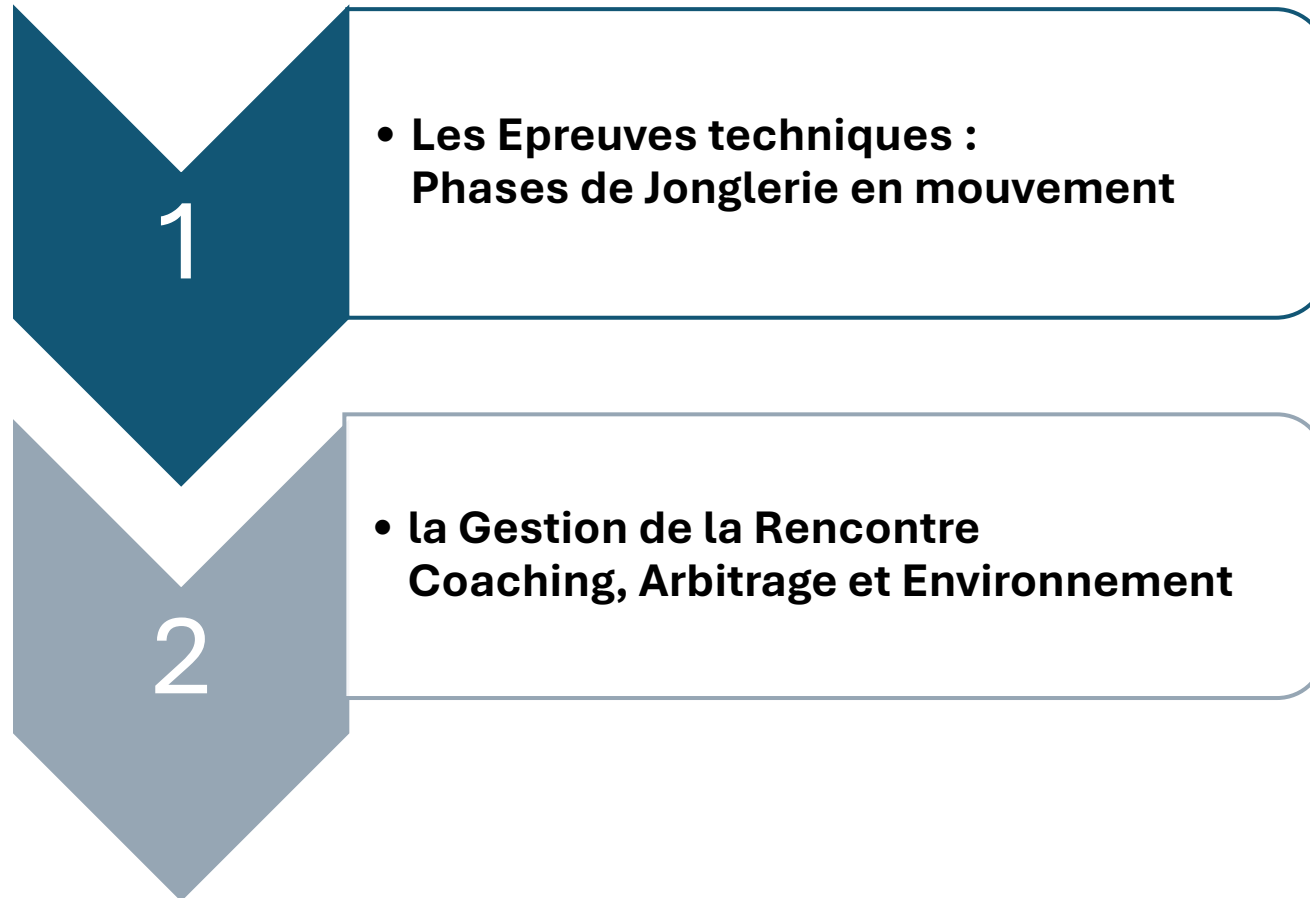 1
• Les Epreuves techniques :
Phases de Jonglerie en mouvement
2
• la Gestion de la Rencontre
Coaching, Arbitrage et Environnement